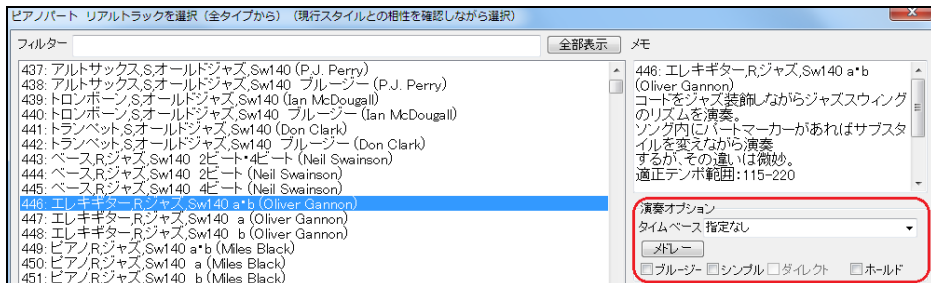 ピアノパート リアルトラックを選択(全タイプから) (現行スタイルとの相性を確認しながら選択)
フィルター
全部表示
メモ
437: アルトサックス,S,オールドジャズ,Sw140 (P.J. Perry)
438: アルトサックス,S,オールドジャズ,Sw140 ブルージー (P.J. Perry)
439: トロンボーン,S,オールドジャズ,Sw140 (Ian McDougall)
440: トロンボーン,S,オールドジャズ,Sw140 ブルージー (Ian McDougall)
441: トランペット,S,オールドジャズ,Sw140 (Don Clark)
442: トランペット,S,オールドジャズ,Sw140 ブルージー (Don Clark)
443: ベース,R,ジャズ,Sw140 2ビート・4ビート (Neil Swainson)
444: ベース,R,ジャズ,Sw140 2ビート (Neil Swainson)
445: ベース,R,ジャズ,Sw140 4ビート (Neil Swainson)
446: エレキギター,R,ジャズ,Sw140 a・b (Oliver Gannon)
447: エレキギター,R,ジャズ,Sw140 a (Oliver Gannon)
448: エレキギター,R,ジャズ,Sw140 b (Oliver Gannon)
449: ピアノ,R,ジャズ,Sw140 a・b (Miles Black)
450: ピアノ,R,ジャズ,Sw140 a (Miles Black)
451: ピアノ,R,ジャズ,Sw140 b (Miles Black)
446: エレキギター,R,ジャズ,Sw140 a・b
(Oliver Gannon)
コードをジャズ装飾しながらジャズスウィング
のリズムを演奏。
ソング内にパートマーカーがあればサブスタ
イルを変えながら演奏
するが、その違いは微妙。
適正テンポ範囲:115-220
演奏オプション
タイムベース 指定なし
メドレー
ブルージー シンプル ダイレクト ホールド